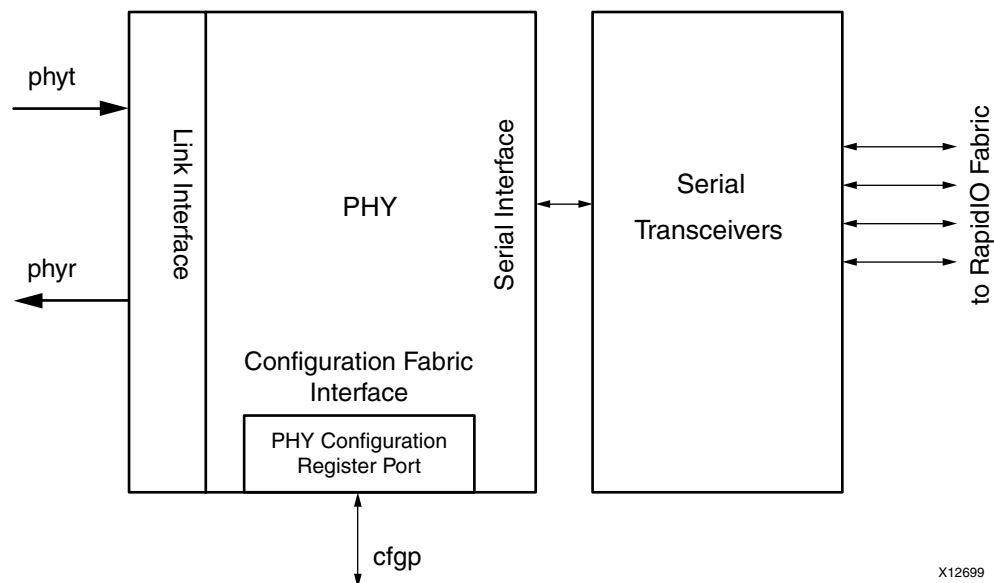 phyt
Link Interface
PHY
Serial Interface
Serial
Transceivers
to RapidIO Fabric
phyr
Configuration Fabric
Interface
PHY Configuration
Register Port
cfgp
X12699